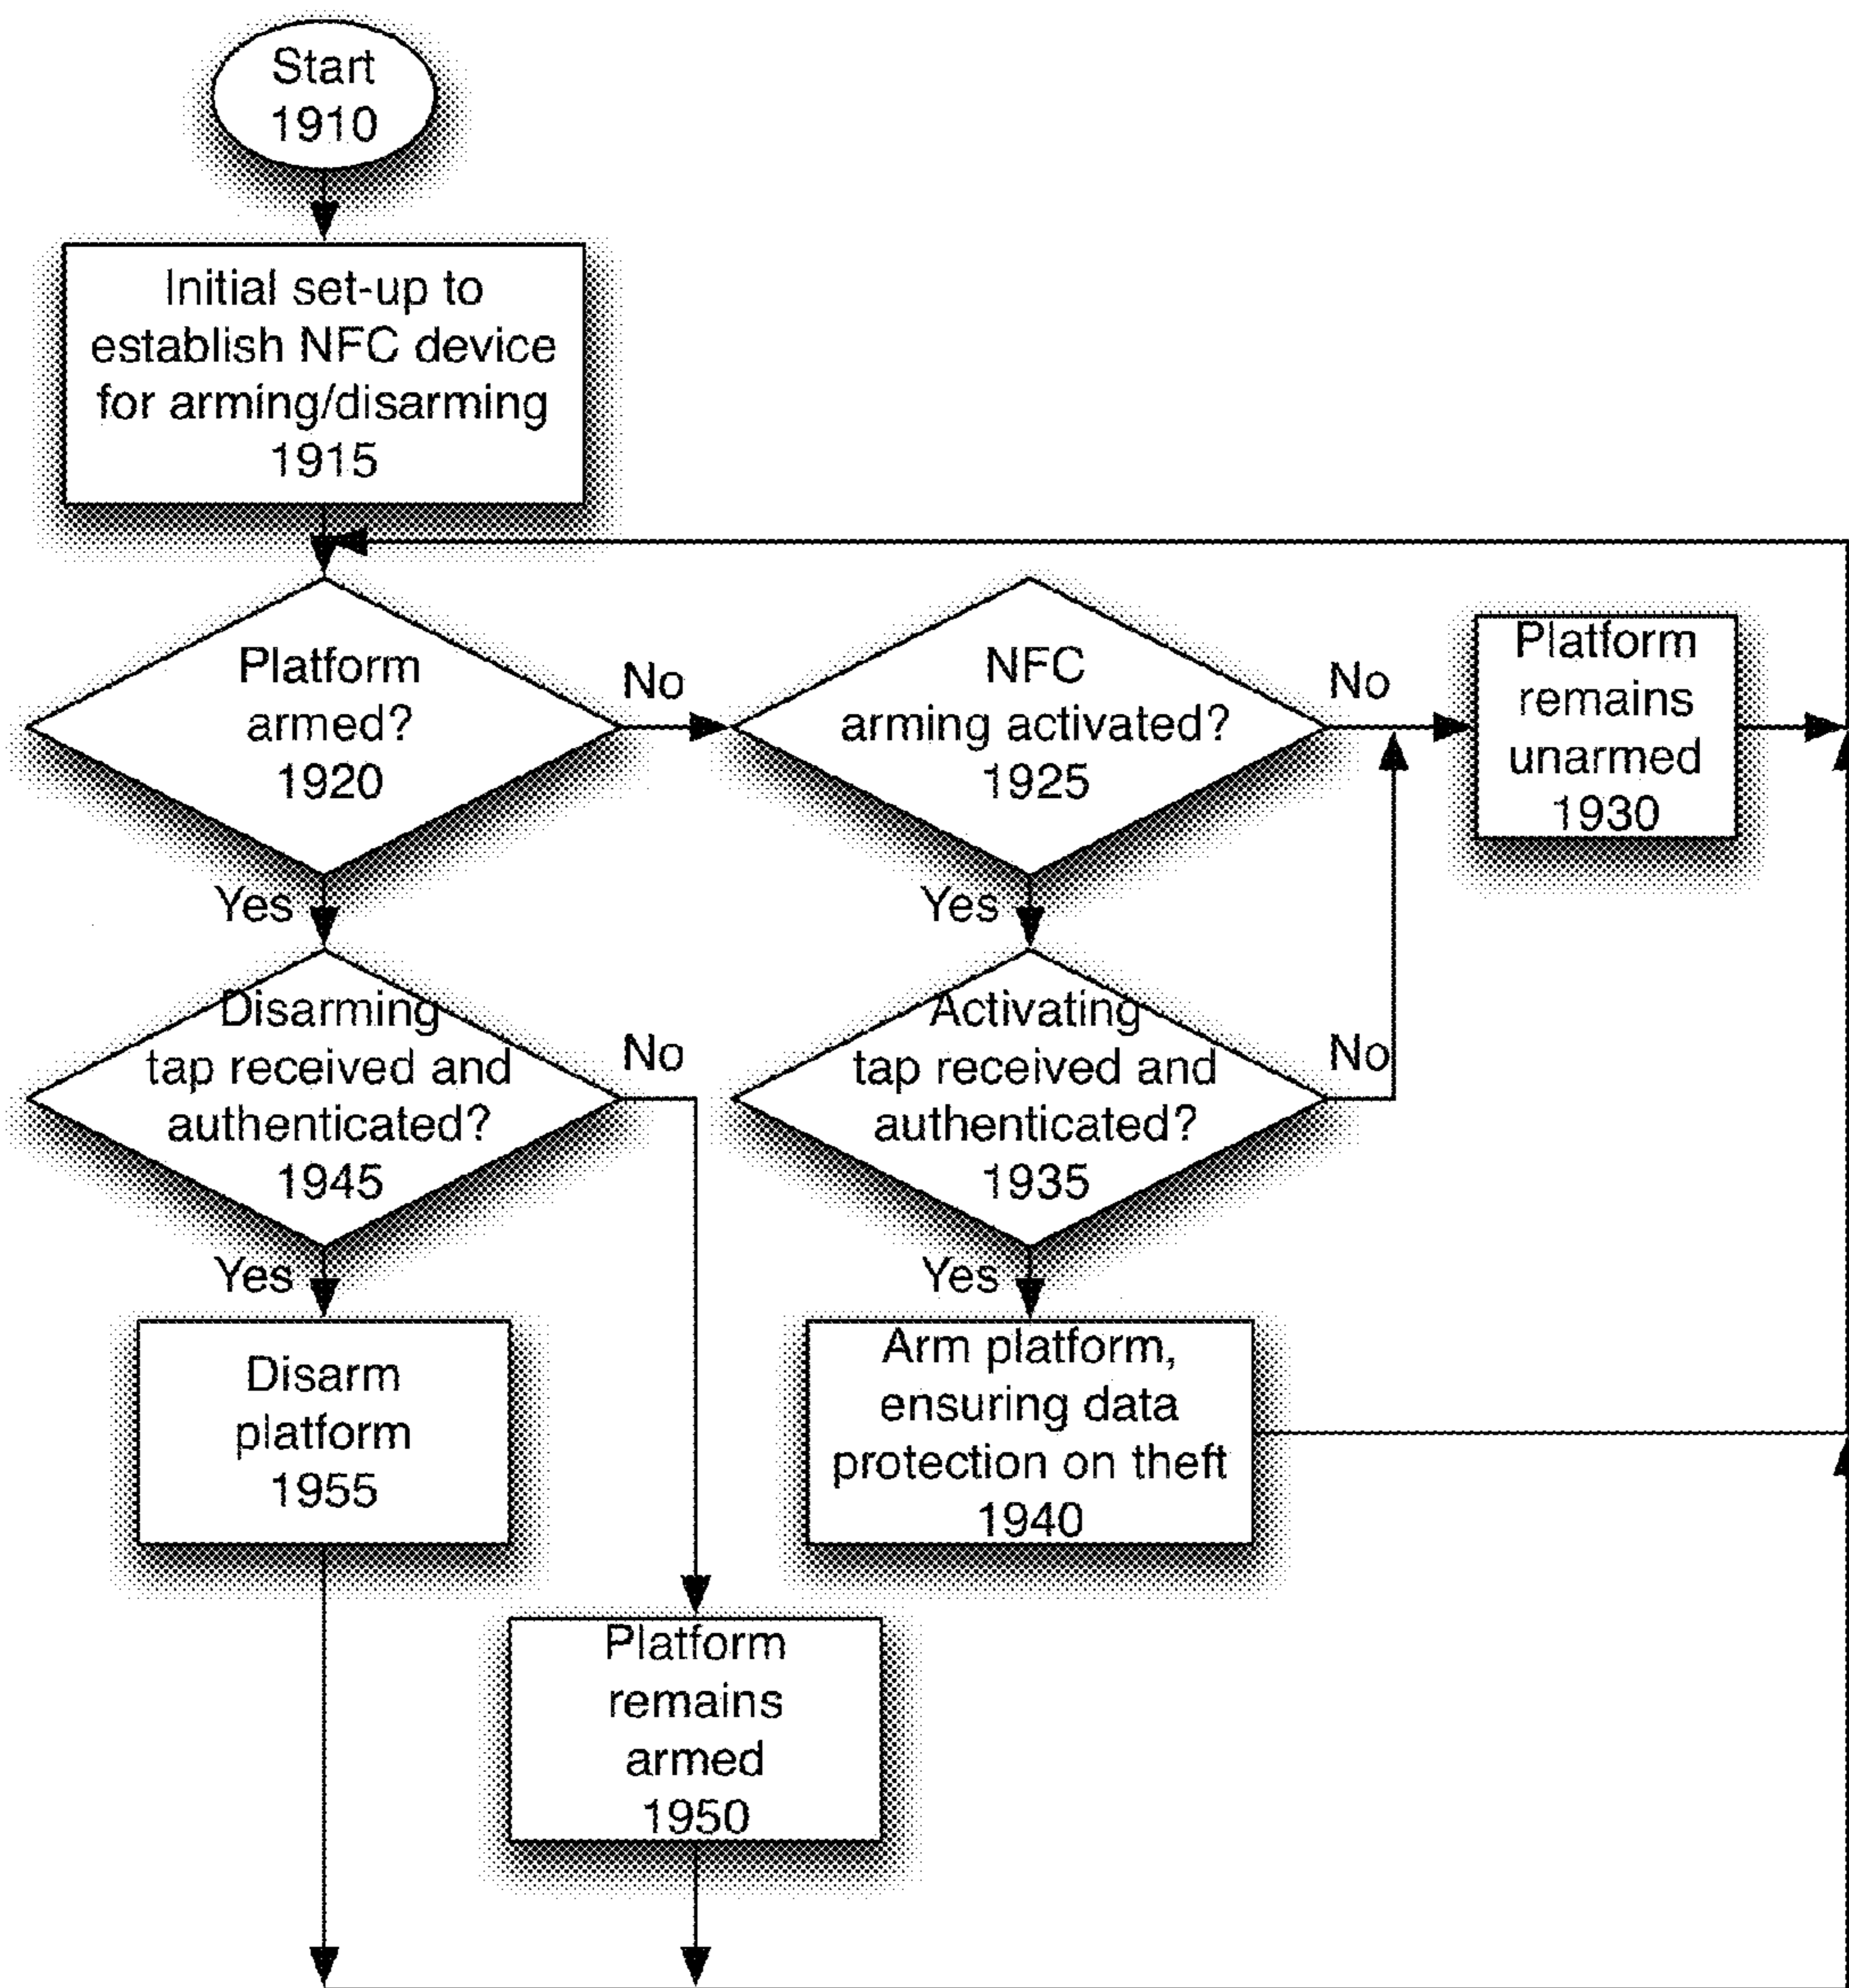 Start
1910
Initial set-up to
establish NFC device
for arming/disarming
1915
Platform
armed?
1920
No
NFC
arming activated?
1925
No
Platform
remains
unarmed
1930
Yes
Yes
Disarming
tap received and
authenticated?
1945
No
Activating
tap received and
authenticated?
1935
No
Yes
Yes
Disarm
platform
1955
Arm platform,
ensuring data
protection on theft
1940
Platform
remains
armed
1950